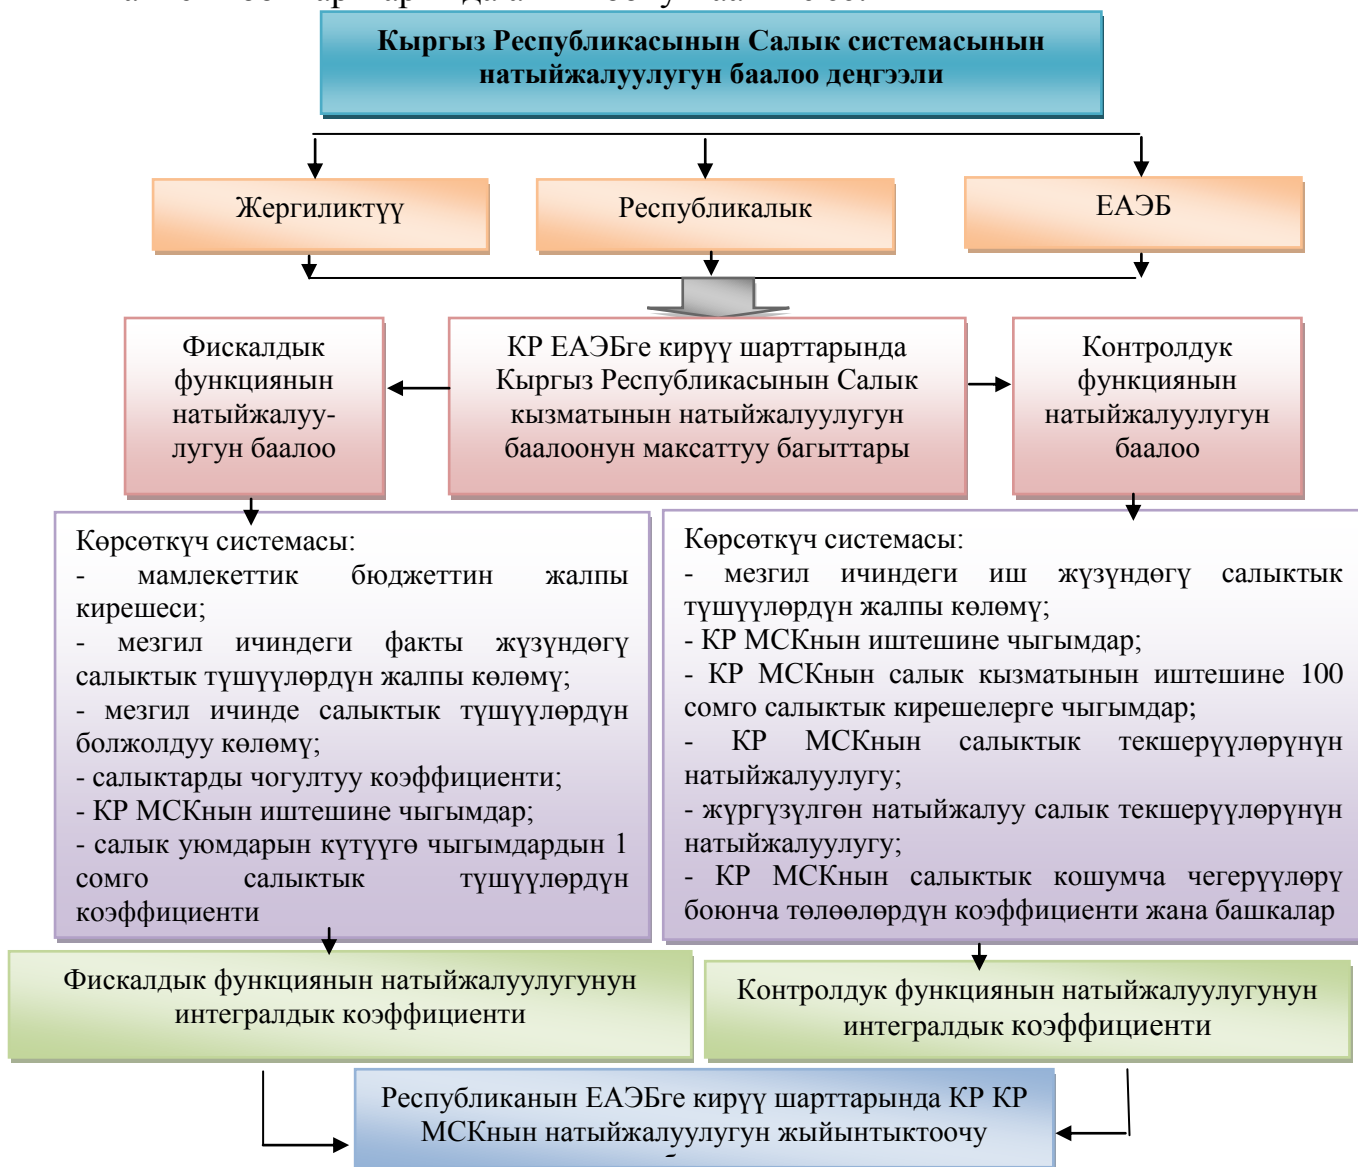 Кыргыз Республикасынын Салык системасынын
натыйжалуулугун баалоо деңгээли
Жергиликтүү
Республикалык
ЕАЭБ
Фискалдык
функциянын
натыйжалуу-
лугун баалоо
КР ЕАЭБге кирүү шарттарында
Кыргыз Республикасынын Салык
кызматынын натыйжалуулугун
баалоонун максаттуу багыттары
Контролдук
функциянын
натыйжалуулугун
баалоо
Көрсөткүч системасы:
- мамлекеттик бюджеттин жалпы
кирешеси;
- мезгил ичиндеги факты жүзүндөгү
салыктык түшүүлөрдүн жалпы көлөмү;
- мезгил ичинде салыктык түшүүлөрдүн
болжолдуу көлөмү;
- салыктарды чогултуу коэффициенти;
- КР МСКнын иштешине чыгымдар;
- салык уюмдарын күтүүгө чыгымдардын 1
сомго салыктык түшүүлөрдүн
коэффициенти
Көрсөткүч системасы:
- мезгил ичиндеги иш жүзүндөгү салыктык
түшүүлөрдүн жалпы көлөмү;
- КР МСКнын иштешине чыгымдар;
- КР МСКнын салык кызматынын иштешине 100
сомго салыктык кирешелерге чыгымдар;
- КР МСКнын салыктык текшерүүлөрүнүн
натыйжалуулугу;
- жүргүзүлгөн натыйжалуу салык текшерүүлөрүнүн
натыйжалуулугу;
- КР МСКнын салыктык кошумча чегерүүлөрү
боюнча төлөөлөрдүн коэффициенти жана башкалар
Фискалдык функциянын натыйжалуулугунун
интегралдык коэффициенти
Контролдук функциянын натыйжалуулугунун
интегралдык коэффициенти
Республиканын ЕАЭБге кирүү шарттарында КР КР
МСКнын натыйжалуулугун жыйынтыктоочу